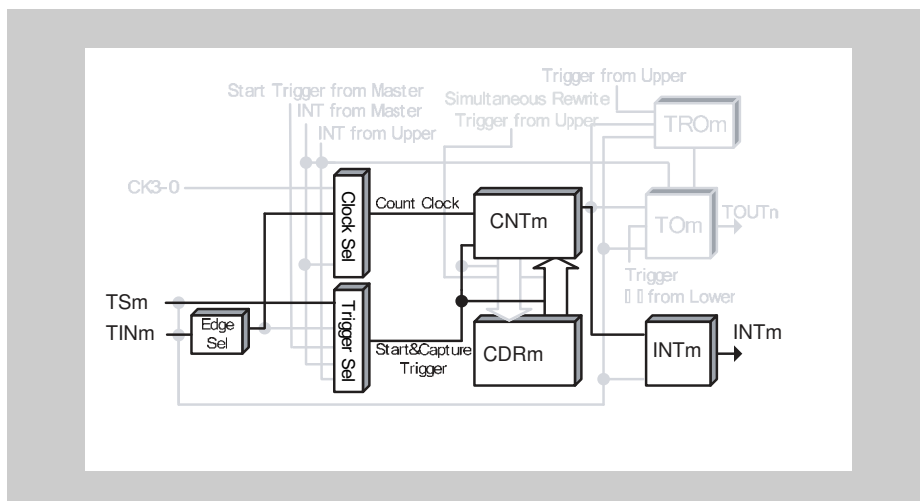 Trigger from Upper
Start Trigger from Master
Simultaneous Rewrite
INT from Master
Trigger from Upper
INT from Upper
TROm
CK3-0
Clock Sel
Count Clock
CNTm
TOm
TOUTn
Trigger
from Lower
TSm
TINm
Edge
Sel
Trigger Sel
Start&Capture
Trigger
CDRm
INTm
INTm